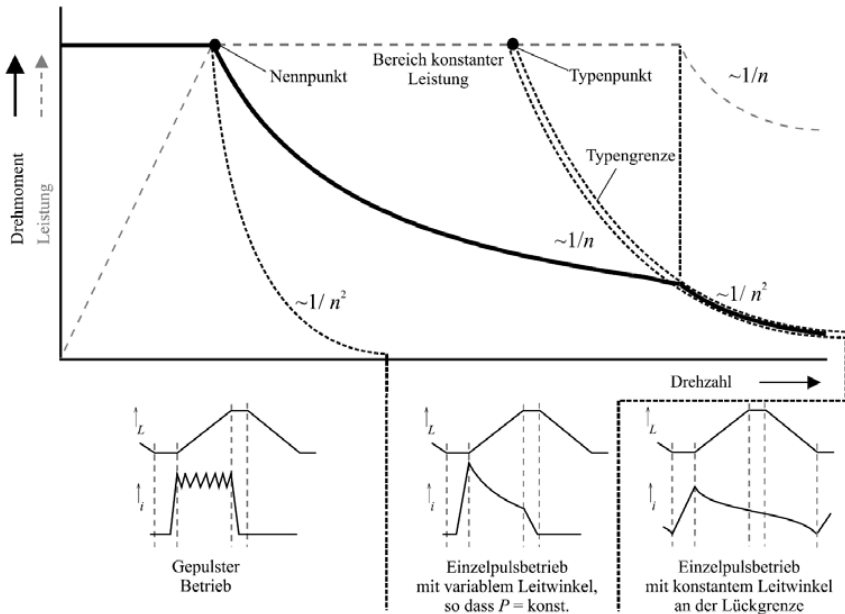 Drehmoment
Leistung
Nennpunkt
Bereich konstanter
Leistung
Typenpunkt
~1/n
Typengrenze
~1/n
~1/n²
~1/n²
Drehzahl
L
i
Gepulster
Betrieb
L
i
Einzelpulsbetrieb
mit variablem Leitwinkel,
so dass P = konst.
L
i
Einzelpulsbetrieb
mit konstantem Leitwinkel
an der Lückgrenze